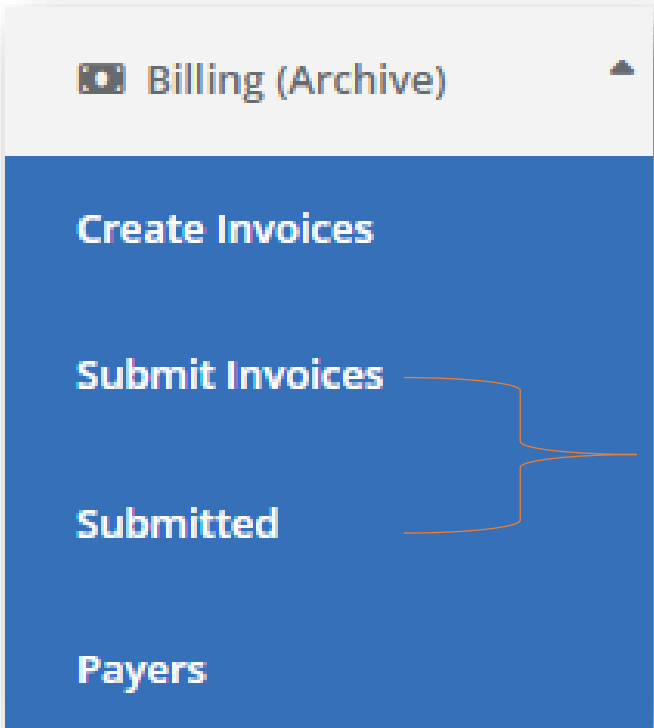 Billing (Archive)
Create Invoices
Submit Invoices
Submitted
Payers